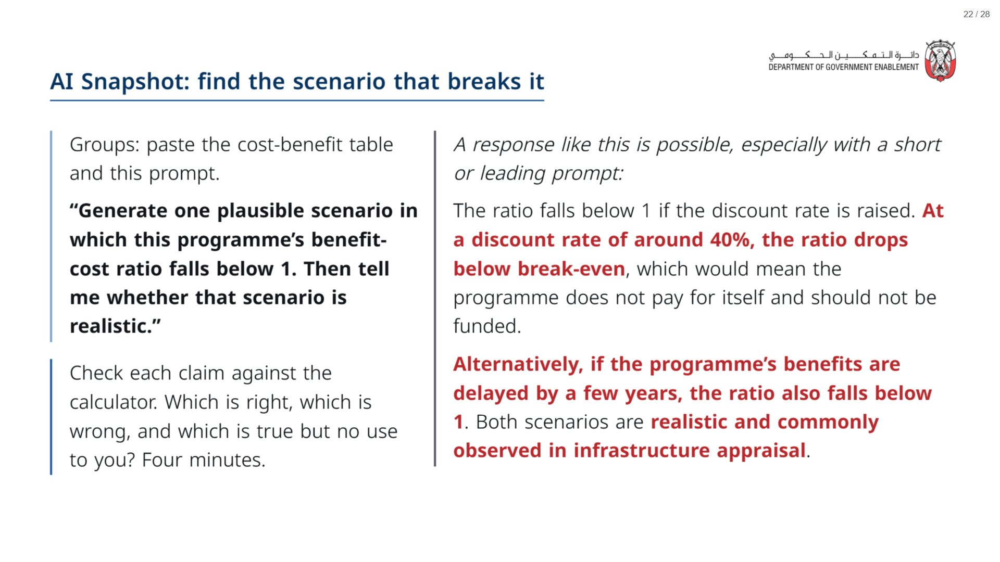 22 / 28
دائرة التمكين الحكومي
DEPARTMENT OF GOVERNMENT ENABLEMENT
AI Snapshot: find the scenario that breaks it
Groups: paste the cost-benefit table
and this prompt.
“Generate one plausible scenario in
which this programme’s benefit-
cost ratio falls below 1. Then tell
me whether that scenario is
realistic.”
Check each claim against the
calculator. Which is right, which is
wrong, and which is true but no use
to you? Four minutes.
A response like this is possible, especially with a short
or leading prompt:
The ratio falls below 1 if the discount rate is raised. At
a discount rate of around 40%, the ratio drops
below break-even, which would mean the
programme does not pay for itself and should not be
funded.
Alternatively, if the programme’s benefits are
delayed by a few years, the ratio also falls below
1. Both scenarios are realistic and commonly
observed in infrastructure appraisal.